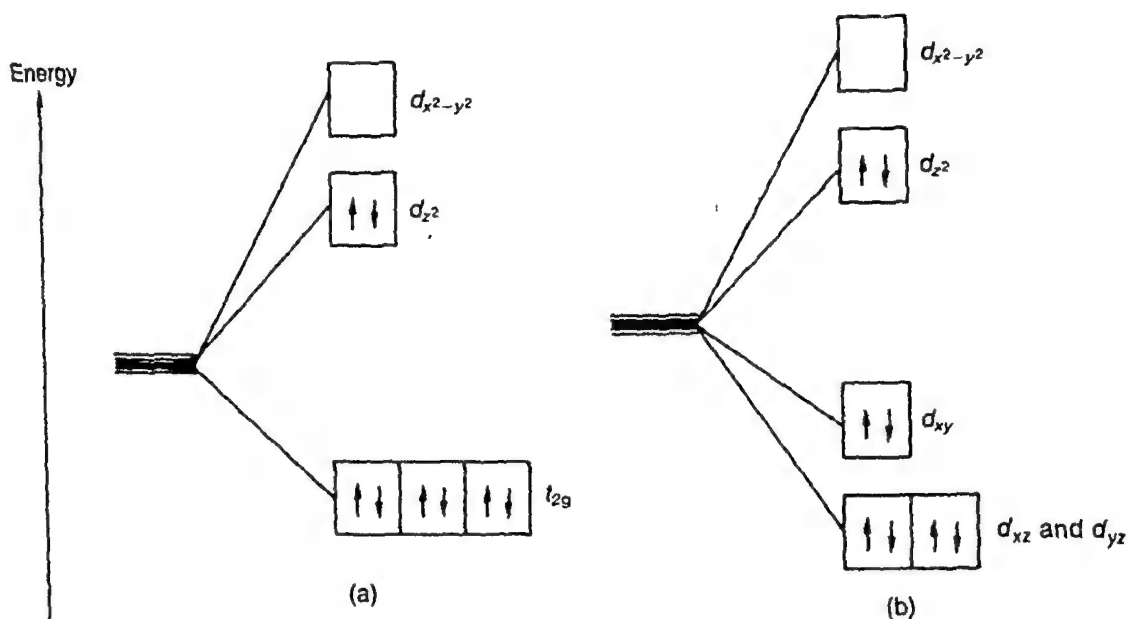 Energy
d_{x²−y²}
d_{z²}
t_{2g}
(a)
d_{x²−y²}
d_{z²}
d_{xy}
d_{xz} and d_{yz}
(b)